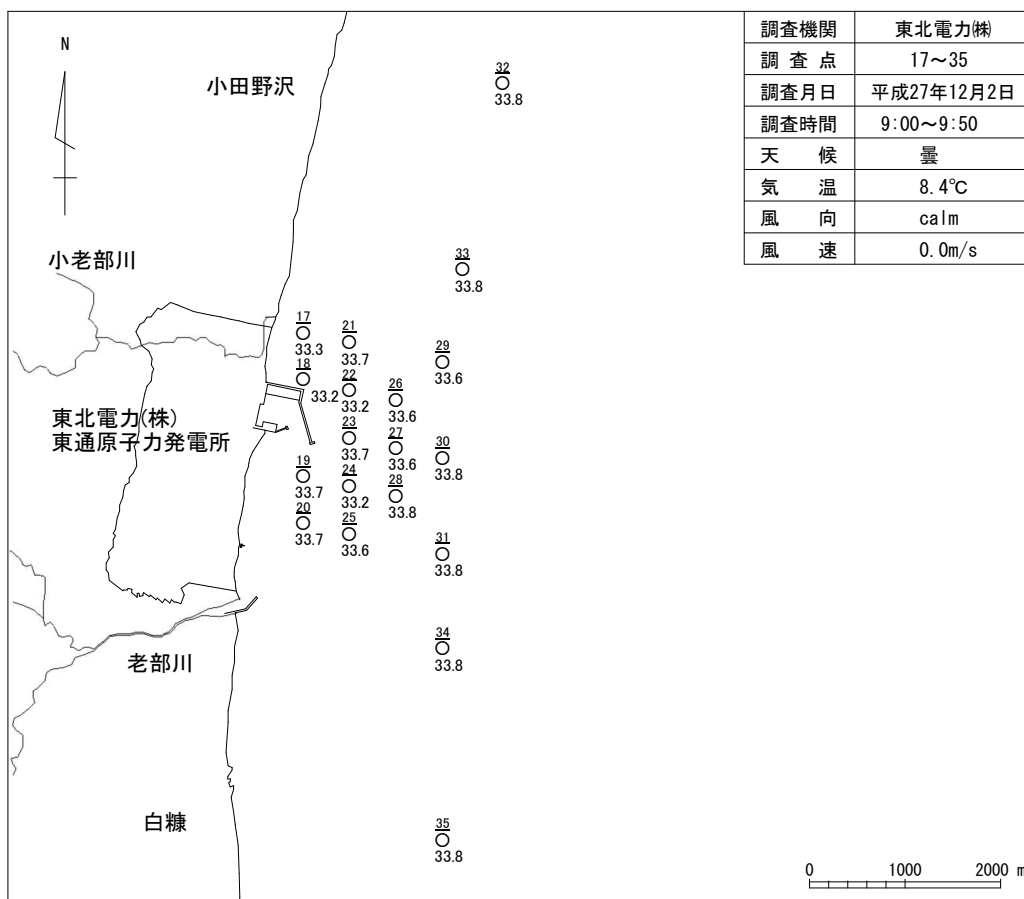 調査機関 東北電力㈱
調査点 17～35
調査月日 平成27年12月2日
調査時間 9:00～9:50
天候 曇
気温 8.4℃
風向 calm
風速 0.0m/s
N
小田野沢
32
33.8
小老部川
33
33.8
17
33.3
21
33.7
29
33.6
18
33.2
22
33.2
26
33.6
東北電力(株)
東通原子力発電所
23
33.7
27
33.6
30
33.8
19
33.7
24
33.2
28
33.8
20
33.7
25
33.6
31
33.8
老部川
34
33.8
白糠
35
33.8
0 1000 2000 m